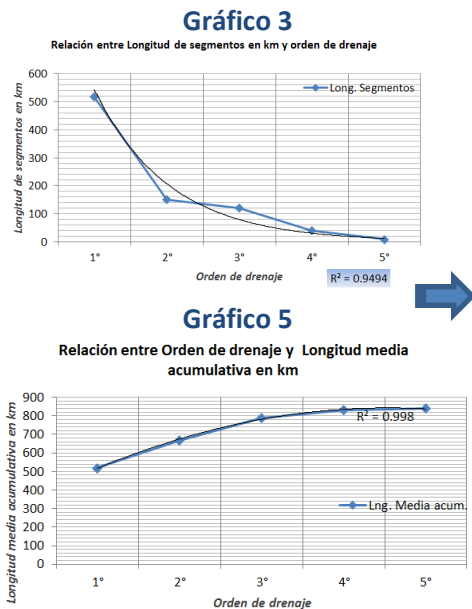 Gráfico 3
Relación entre Longitud de segmentos en km y orden de drenaje
Longitud de segmentos en km
600
500
400
300
200
100
0
Long. Segmentos
1°
2°
3°
4°
5°
Orden de drenaje
R² = 0.9494
Gráfico 5
Relación entre Orden de drenaje y Longitud media
acumulativa en km
Longitud media acumulativa en km
900
800
700
600
500
400
300
200
100
0
R² = 0.998
Lng. Media acum.
1°
2°
3°
4°
5°
Orden de drenaje